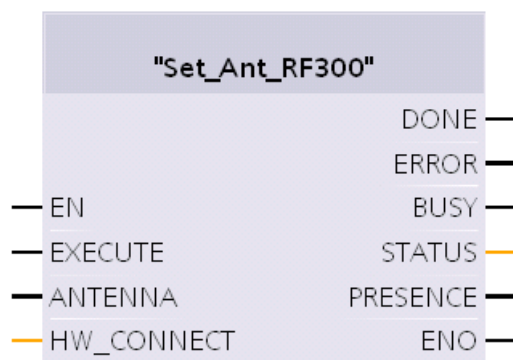 "Set_Ant_RF300"
DONE
ERROR
EN BUSY
EXECUTE STATUS
ANTENNA PRESENCE
HW_CONNECT ENO